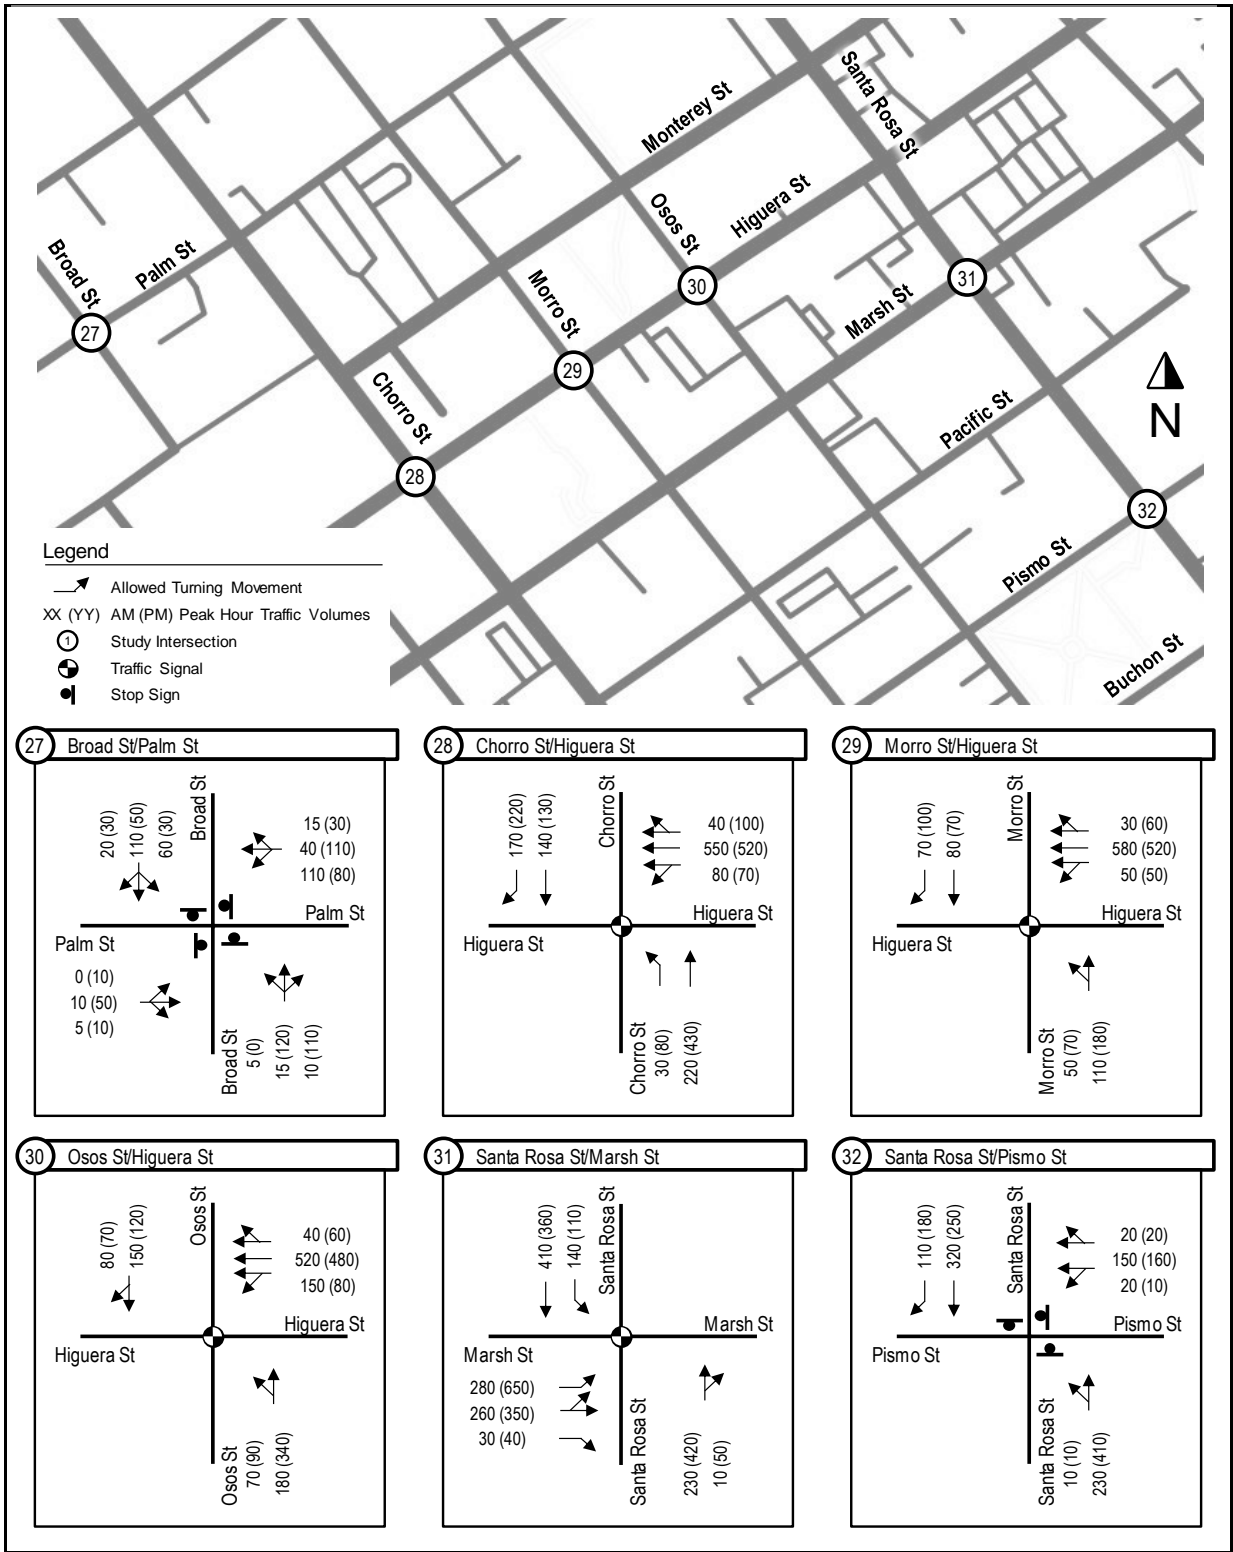 Monterey St
Santa Rosa St
Higuera St
Osos St
Broad St
Palm St
Morro St
Marsh St
Chorro St
Pacific St
Pismo St
Buchon St
27
28
29
30
31
32
N
Legend
Allowed Turning Movement
XX (YY) AM (PM) Peak Hour Traffic Volumes
1 Study Intersection
Traffic Signal
Stop Sign
27 Broad St/Palm St
20 (30)
110 (50)
60 (30)
Broad St
15 (30)
40 (110)
110 (80)
Palm St
Palm St
0 (10)
10 (50)
5 (10)
Broad St
5 (0)
15 (120)
10 (110)
28 Chorro St/Higuera St
170 (220)
140 (130)
Chorro St
40 (100)
550 (520)
80 (70)
Higuera St
Higuera St
Chorro St
30 (80)
220 (430)
29 Morro St/Higuera St
70 (100)
80 (70)
Morro St
30 (60)
580 (520)
50 (50)
Higuera St
Higuera St
Morro St
50 (70)
110 (180)
30 Osos St/Higuera St
80 (70)
150 (120)
Osos St
40 (60)
520 (480)
150 (80)
Higuera St
Higuera St
Osos St
70 (90)
180 (340)
31 Santa Rosa St/Marsh St
410 (360)
140 (110)
Santa Rosa St
Marsh St
Marsh St
280 (650)
260 (350)
30 (40)
Santa Rosa St
230 (420)
10 (50)
32 Santa Rosa St/Pismo St
110 (180)
320 (250)
Santa Rosa St
20 (20)
150 (160)
20 (10)
Pismo St
Pismo St
Santa Rosa St
10 (10)
230 (410)